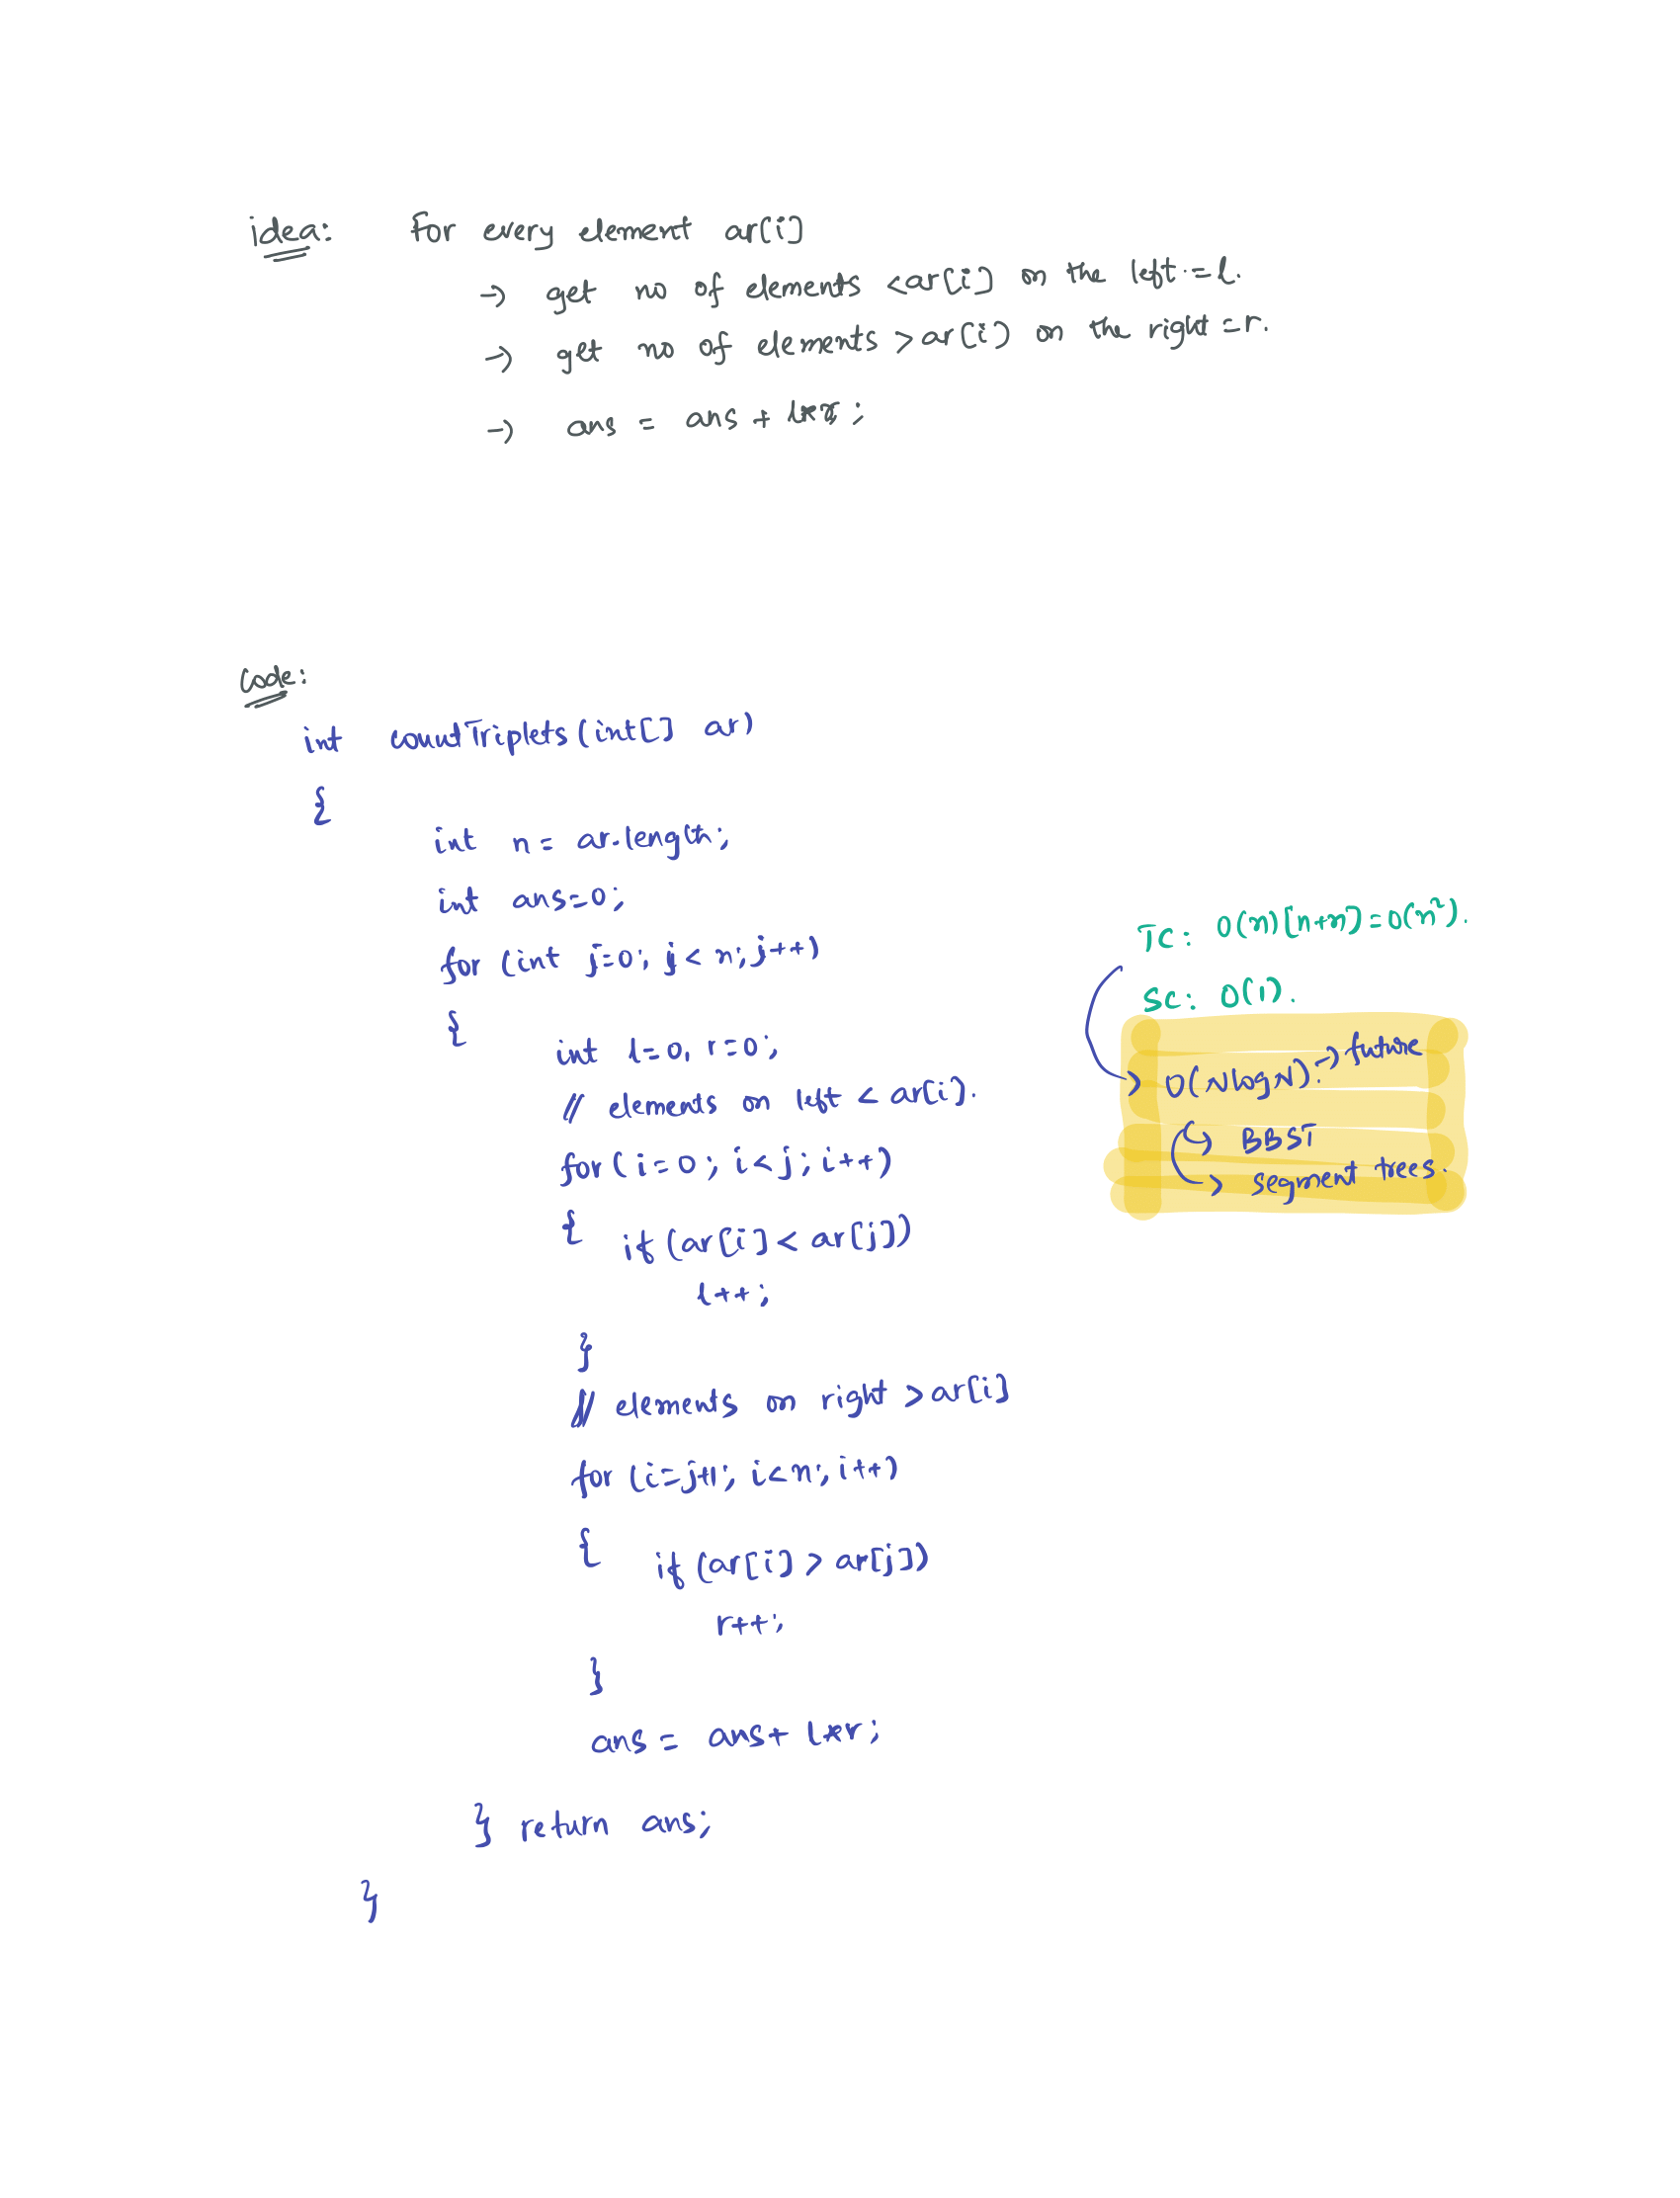 idea: for every element ar[i]
→ get no of elements <ar[i] on the left = l.
→ get no of elements >ar[i] on the right = r.
→ ans = ans + l*r;
Code:
int countTriplets(int[] ar)
{
int n = ar.length;
int ans=0;
for (int j=0; j<n; j++)
{
int l=0, r=0;
// elements on left < ar[i].
for (i=0; i<j; i++)
{ if (ar[i] < ar[j])
l++;
}
// elements on right > ar[i]
for (i=j+1; i<n; i++)
{ if (ar[i] > ar[j])
r++;
}
ans = ans + l*r;
} return ans;
}
TC: O(n)[n+n] = O(n²).
SC: O(1).
> O(NlogN). → future
↪ BBST
> segment trees.